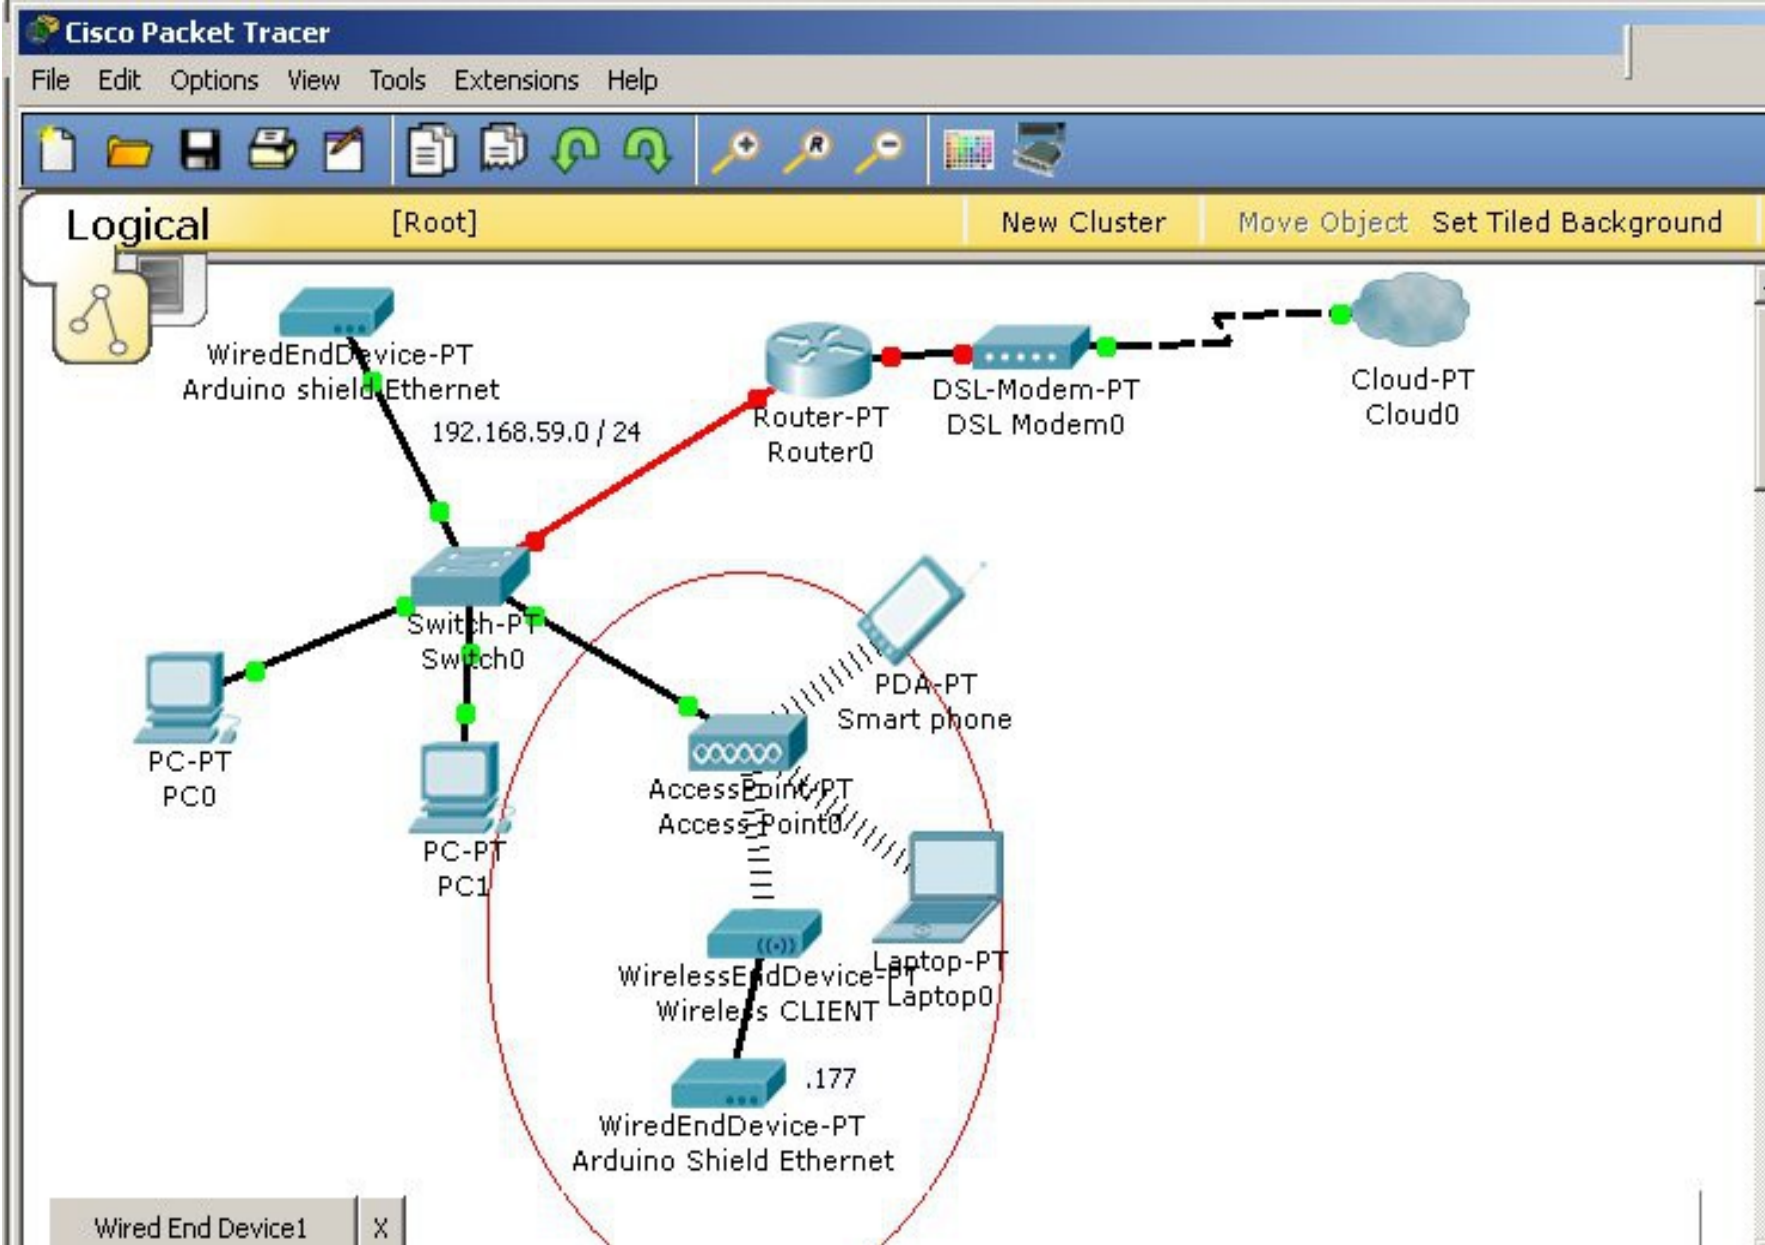 Cisco Packet Tracer
File Edit Options View Tools Extensions Help
R
Logical [Root] New Cluster Move Object Set Tiled Background
WiredEndDevice-PT
Arduino shield Ethernet
192.168.59.0 / 24
Router-PT
Router0
DSL-Modem-PT
DSL Modem0
Cloud-PT
Cloud0
Switch-PT
Switch0
PC-PT
PC0
PC-PT
PC1
PDA-PT
Smart phone
AccessPoint-PT
Access Point0
WirelessEndDevice-PT
Wireless CLIENT
Laptop-PT
Laptop0
.177
WiredEndDevice-PT
Arduino Shield Ethernet
Wired End Device1 X